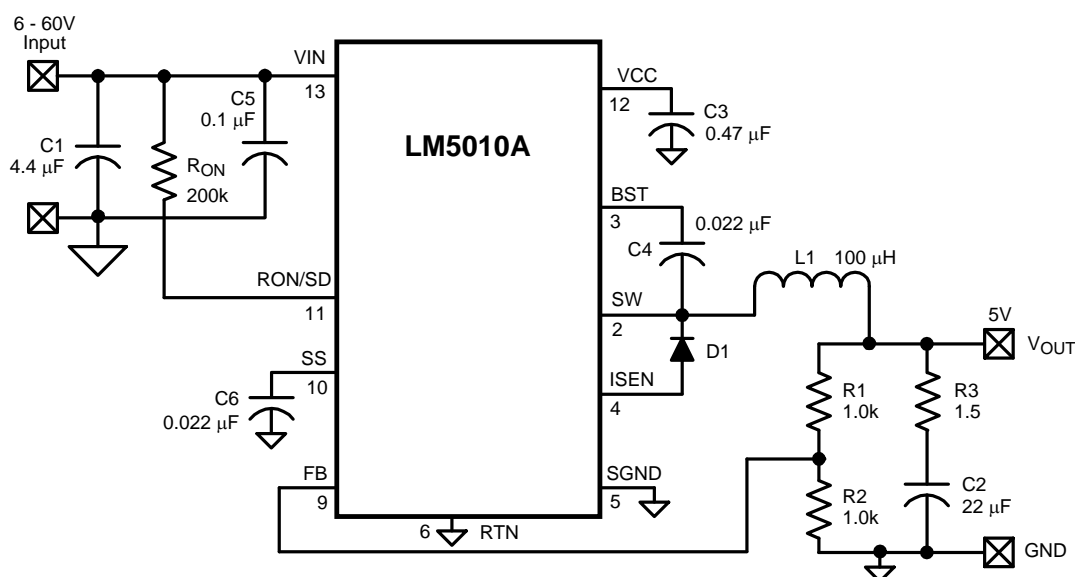 6 - 60V
Input
VIN
13
C1
4.4 μF
RON
200k
C5
0.1 μF
LM5010A
VCC
12
C3
0.47 μF
BST
3
0.022 μF
C4
L1 100 μH
RON/SD
11
SW
2
D1
5V
VOUT
SS
10
C6
0.022 μF
ISEN
4
R1
1.0k
R3
1.5
FB
9
SGND
5
R2
1.0k
C2
22 μF
6 RTN
GND